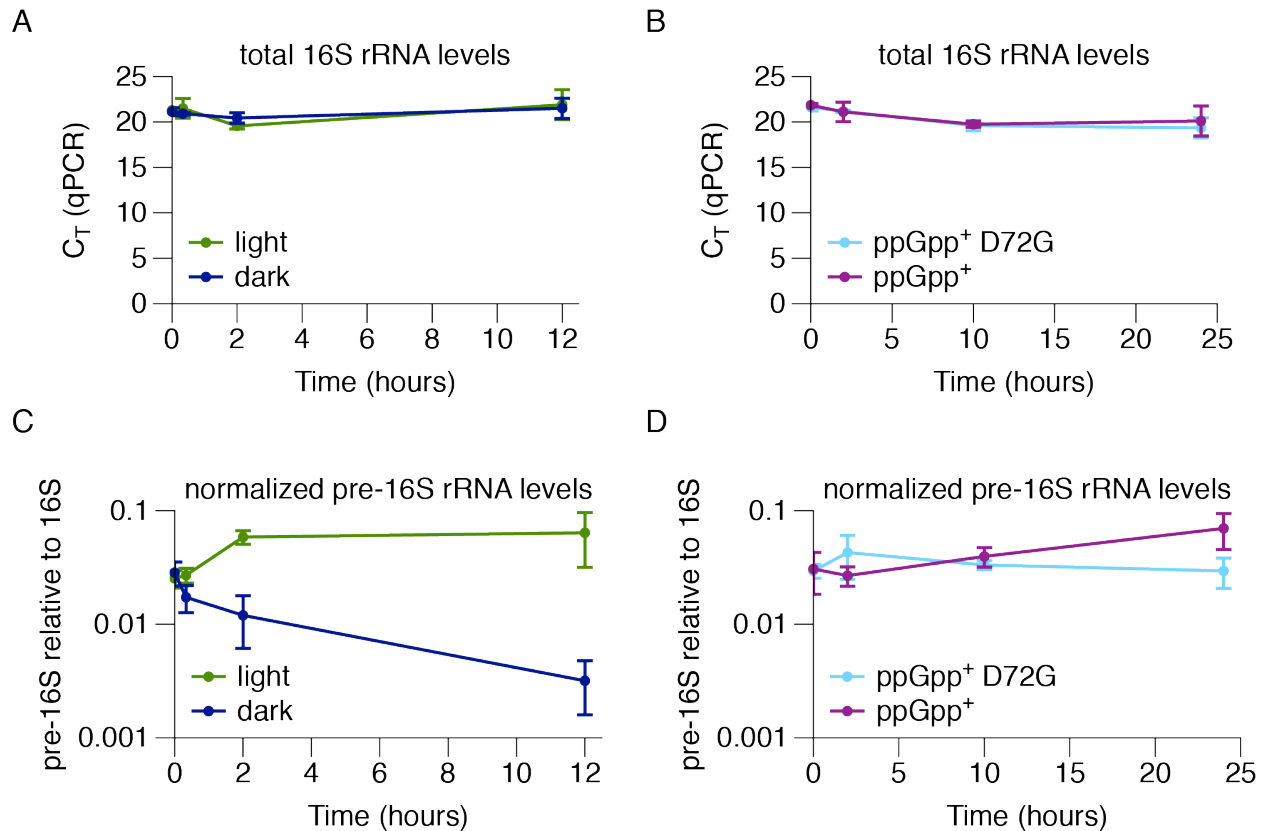 A
total 16S rRNA levels
C_T (qPCR)
25
20
15
10
5
0
light
dark
0 2 4 6 8 10 12
Time (hours)
B
total 16S rRNA levels
C_T (qPCR)
25
20
15
10
5
0
ppGpp⁺ D72G
ppGpp⁺
0 5 10 15 20 25
Time (hours)
C
normalized pre-16S rRNA levels
pre-16S relative to 16S
0.1
0.01
0.001
light
dark
0 2 4 6 8 10 12
Time (hours)
D
normalized pre-16S rRNA levels
pre-16S relative to 16S
0.1
0.01
0.001
ppGpp⁺ D72G
ppGpp⁺
0 5 10 15 20 25
Time (hours)